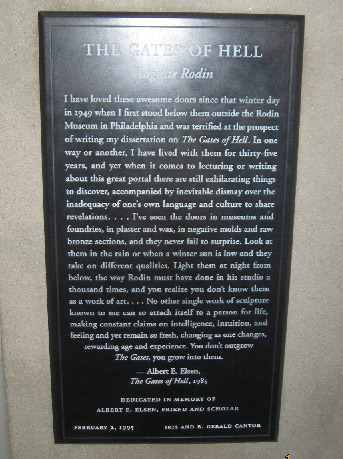 THE GATES OF HELL
Auguste Rodin
I have loved these awesome doors since that winter day
in 1949 when I first stood below them outside the Rodin
Museum in Philadelphia and was terrified at the prospect
of writing my dissertation on The Gates of Hell. In one
way or another, I have lived with them for thirty-five
years, and yet when it comes to lecturing or writing
about this great portal there are still exhilarating things
to discover, accompanied by inevitable dismay over the
inadequacy of one's own language and culture to share
revelations. . . . I've seen the doors in museums and
foundries, in plaster and wax, in negative molds and raw
bronze sections, and they never fail to surprise. Look at
them in the rain or when a winter sun is low and they
take on different qualities. Light them at night from
below, the way Rodin must have done in his studio a
thousand times, and you realize you don't know them
as a work of art. . . . No other single work of sculpture
known to me can so attach itself to a person for life,
making constant claims on intelligence, intuition, and
feeling and yet remain so fresh, changing as one changes,
rewarding age and experience. You don't outgrow
The Gates, you grow into them.
— Albert E. Elsen,
The Gates of Hell, 1985
DEDICATED IN MEMORY OF
ALBERT E. ELSEN, FRIEND AND SCHOLAR
FEBRUARY 2, 1995 IRIS AND B. GERALD CANTOR